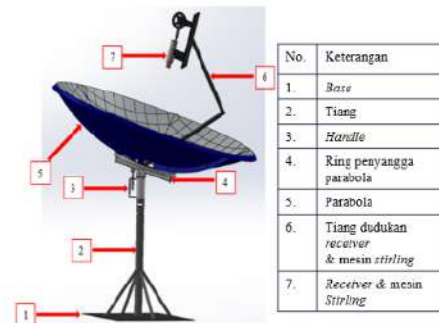 7
6
5
3
4
2
1
No. Keterangan
1. Base
2. Tiang
3. Handle
4. Ring penyangga
parabola
5. Parabola
6. Tiang dudukan
receiver
& mesin stirling
7. Receiver & mesin
Stirling